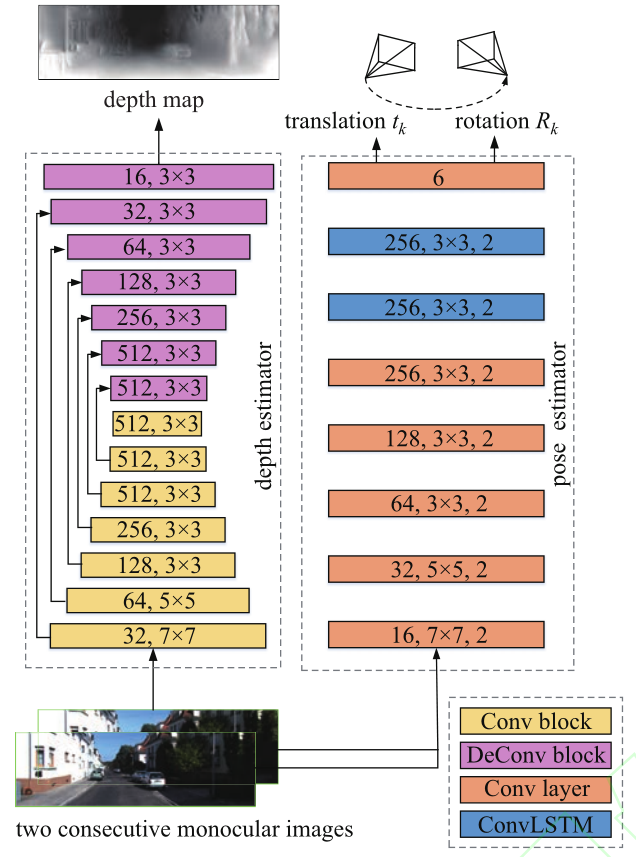 depth map
translation t_k
rotation R_k
16, 3×3
32, 3×3
64, 3×3
128, 3×3
256, 3×3
512, 3×3
512, 3×3
512, 3×3
512, 3×3
512, 3×3
256, 3×3
128, 3×3
64, 5×5
32, 7×7
depth estimator
6
256, 3×3, 2
256, 3×3, 2
256, 3×3, 2
128, 3×3, 2
64, 3×3, 2
32, 5×5, 2
16, 7×7, 2
pose estimator
two consecutive monocular images
Conv block
DeConv block
Conv layer
ConvLSTM